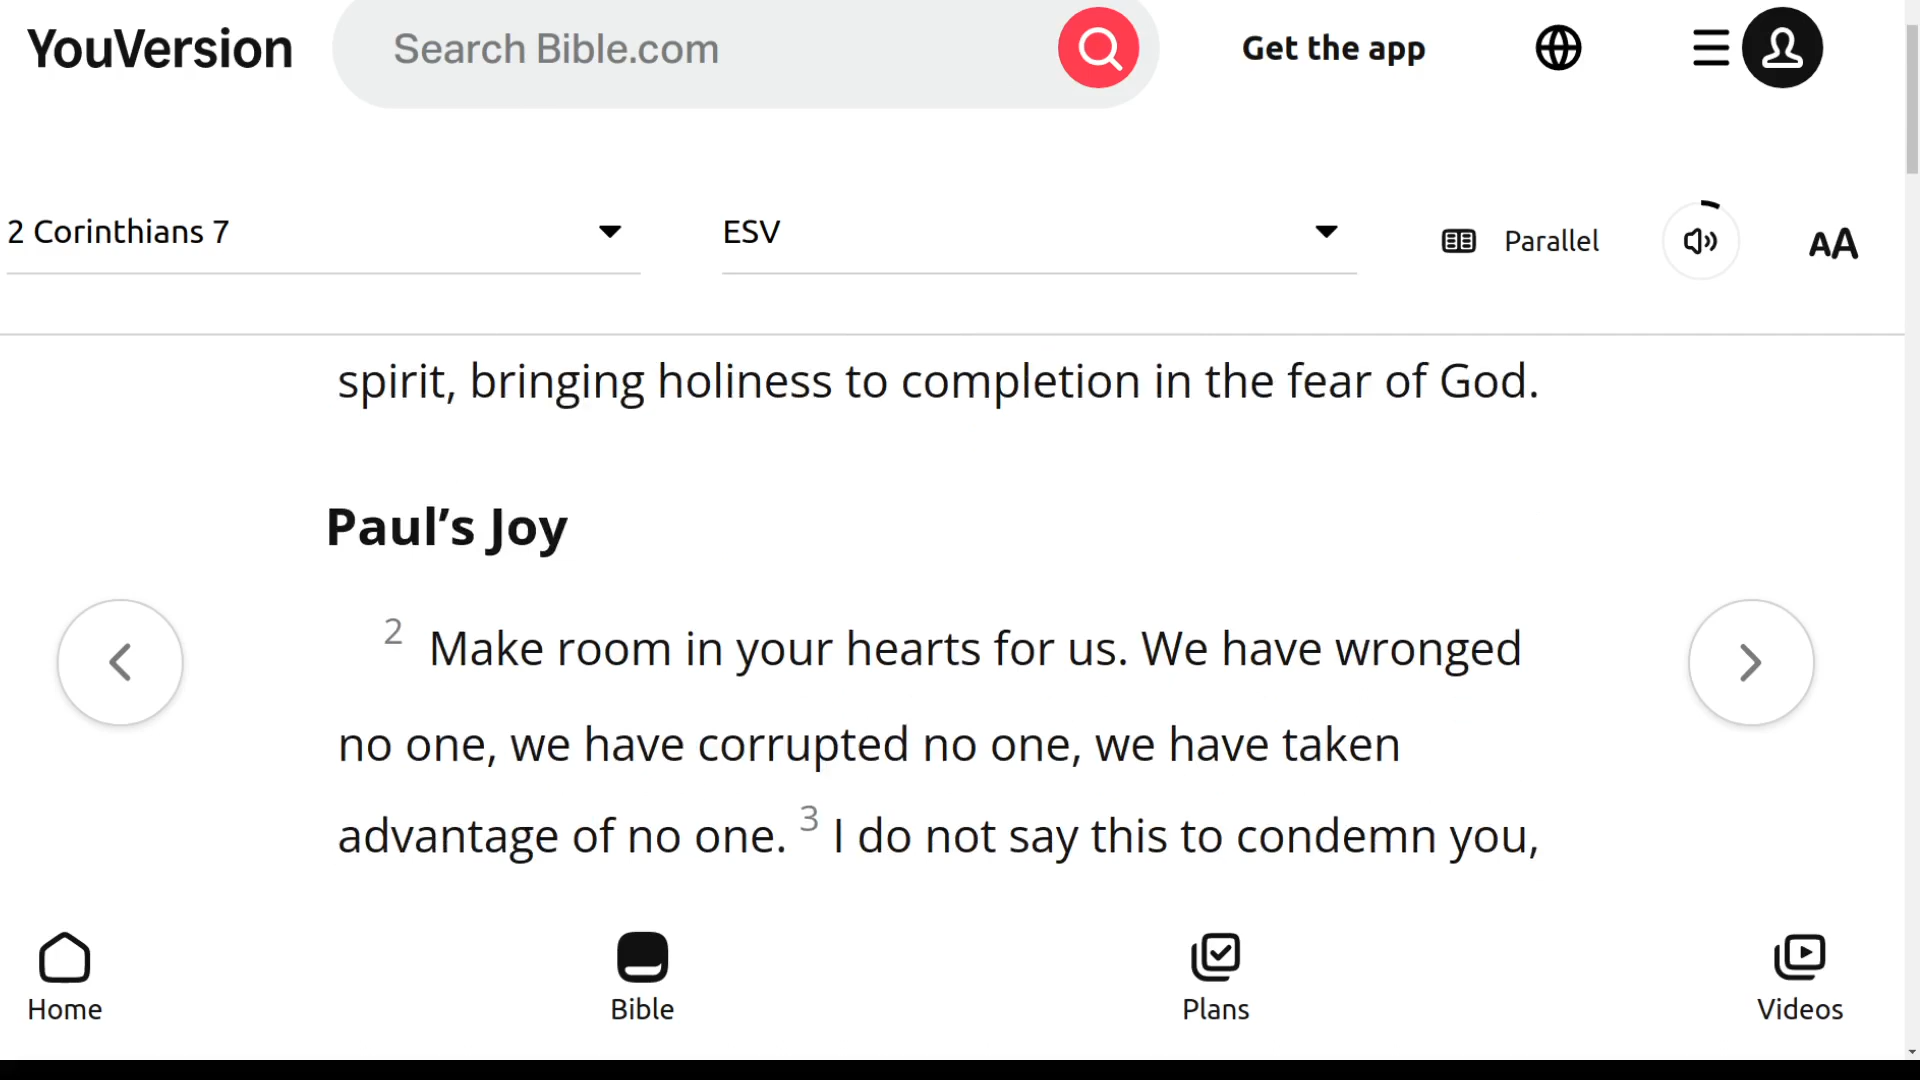 YouVersion
Search Bible.com
Get the app
2 Corinthians 7
ESV
Parallel
AA
spirit, bringing holiness to completion in the fear of God.
Paul’s Joy
2 Make room in your hearts for us. We have wronged
no one, we have corrupted no one, we have taken
advantage of no one. 3 I do not say this to condemn you,
Home
Bible
Plans
Videos